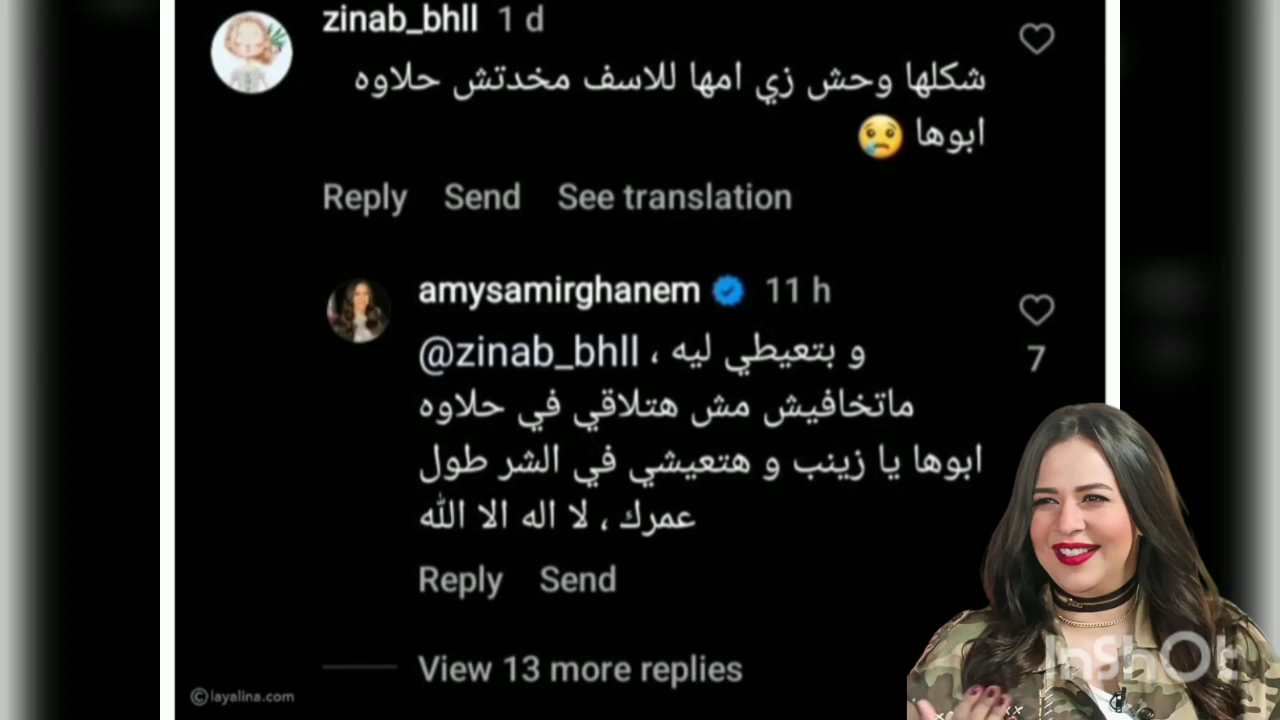 zinab_bhll 1 d
شكلها وحش زي امها للاسف مخدتش حلاوه
ابوها 😢
Reply Send See translation
amysamirghanem 11 h
@zinab_bhll و بتعيطي ليه ،
7
ماتخافيش مش هتلاقي في حلاوه
ابوها يا زينب و هتعيشي في الشر طول
عمرك ، لا اله الا الله
Reply Send
View 13 more replies
©layalina.com
InShOt